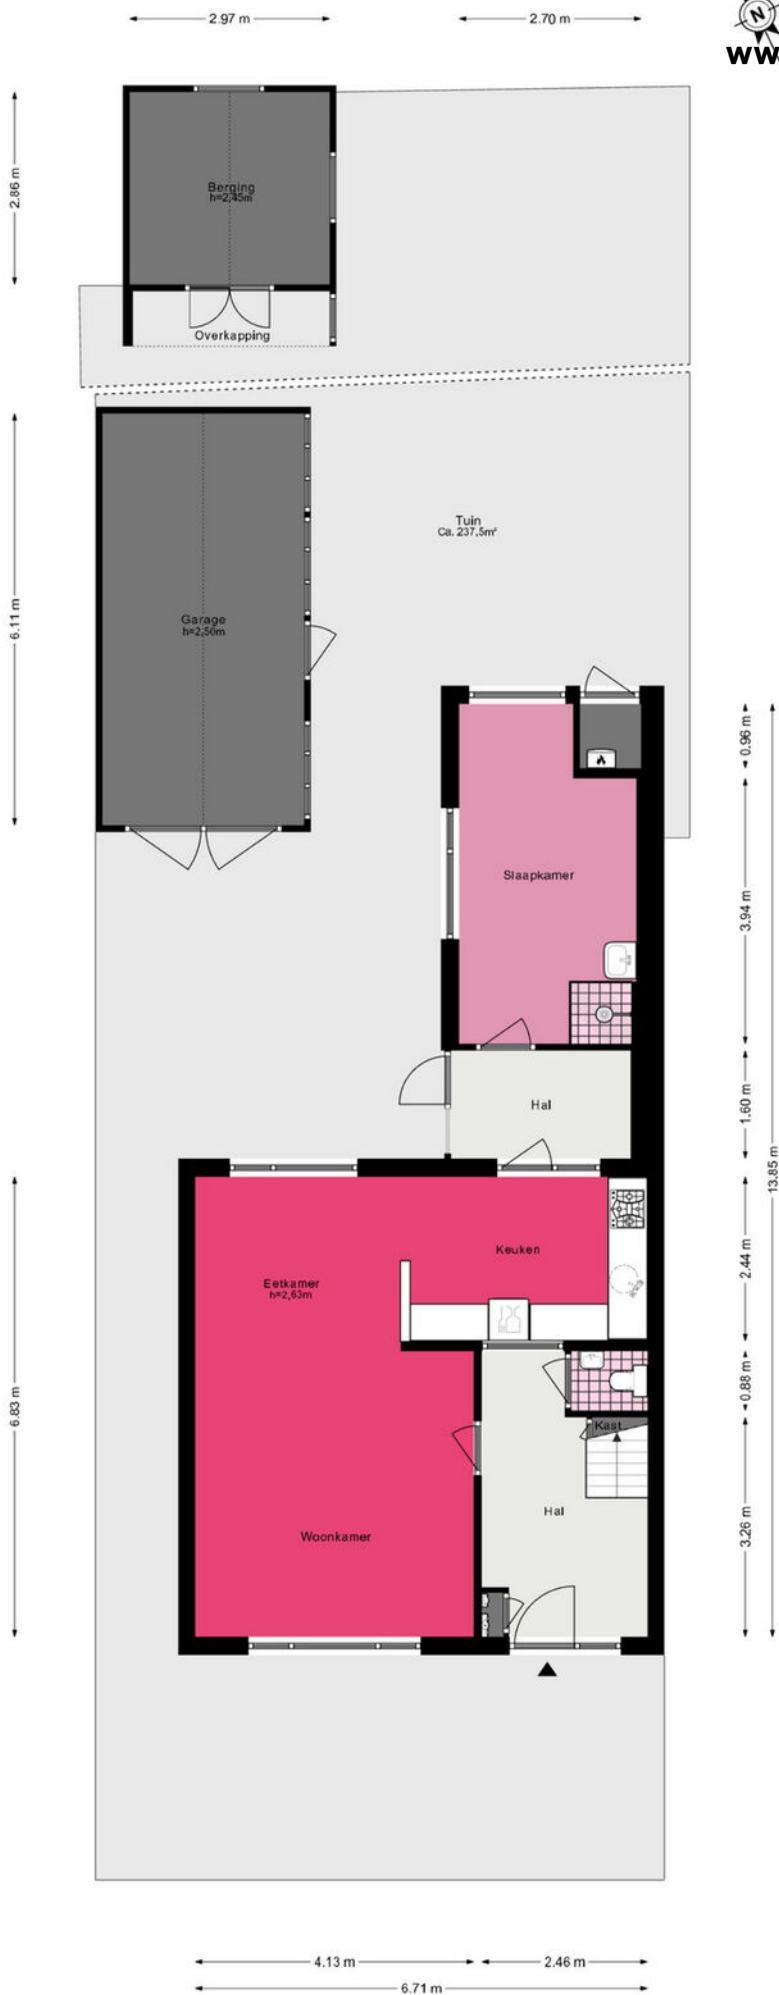 2.97 m
2.70 m
N
ww
2.86 m
Berging
h=2,45m
Overkapping
Tuin
Ca. 237,5m²
6.11 m
Garage
h=2,50m
0.96 m
Slaapkamer
3.94 m
Hal
1.60 m
13.85 m
Keuken
2.44 m
Eetkamer
h=2,63m
0.88 m
6.83 m
Kast
Hal
3.26 m
Woonkamer
4.13 m
2.46 m
6.71 m